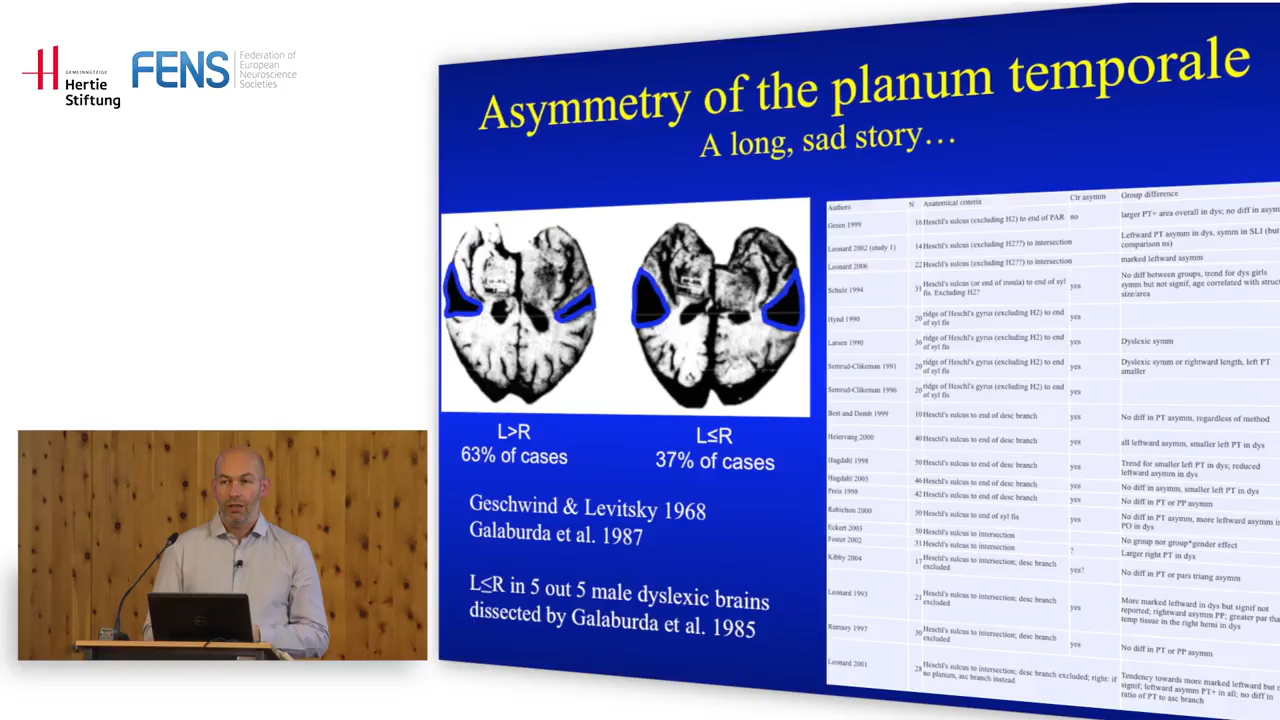 GEMEINNÜTZIGE
Hertie
Stiftung
FENS
Federation of
European
Neuroscience
Societies
Asymmetry of the planum temporale
A long, sad story…
L>R
63% of cases
L≤R
37% of cases
Geschwind & Levitsky 1968
Galaburda et al. 1987
L≤R in 5 out 5 male dyslexic brains
dissected by Galaburda et al. 1985
Authors N Anatomical criteria Ctr asymm Group difference
Green 1999 16 Heschl's sulcus (excluding H2) to end of PAR no larger PT+ area overall in dys; no diff in asym
Leonard 2002 (study 1) 14 Heschl's sulcus (excluding H2??) to intersection Leftward PT asymm in dys, symm in SLI (but
comparison ns)
Leonard 2006 22 Heschl's sulcus (excluding H2??) to intersection marked leftward asymm
Schulz 1994 31 Heschl's sulcus (or end of insula) to end of syl
fis. Excluding H2? yes No diff between groups, trend for dys girls
symm but not signif, age correlated with struct
size/area
Hynd 1990 20 ridge of Heschl's gyrus (excluding H2) to end
of syl fis yes
Larsen 1990 36 ridge of Heschl's gyrus (excluding H2) to end
of syl fis yes Dyslexic symm
Semrud-Clikeman 1991 20 ridge of Heschl's gyrus (excluding H2) to end
of syl fis yes Dyslexic symm or rightward length, left PT
smaller
Semrud-Clikeman 1996 20 ridge of Heschl's gyrus (excluding H2) to end
of syl fis yes
Best and Demb 1999 10 Heschl's sulcus to end of desc branch yes No diff in PT asymm, regardless of method
Heiervang 2000 40 Heschl's sulcus to end of desc branch yes all leftward asymm, smaller left PT in dys
Hugdahl 1998 50 Heschl's sulcus to end of desc branch yes Trend for smaller left PT in dys; reduced
leftward asymm in dys
Hugdahl 2003 46 Heschl's sulcus to end of desc branch yes No diff in asymm, smaller left PT in dys
Preis 1998 42 Heschl's sulcus to end of desc branch yes No diff in PT or PP asymm
Robichon 2000 30 Heschl's sulcus to end of syl fis yes No diff in PT asymm, more leftward asymm in
PO in dys
Eckert 2003 50 Heschl's sulcus to intersection No group nor group*gender effect
Foster 2002 31 Heschl's sulcus to intersection ? Larger right PT in dys
Kibby 2004 17 Heschl's sulcus to intersection; desc branch
excluded yes? No diff in PT or pars triang asymm
Leonard 1993 21 Heschl's sulcus to intersection; desc branch
excluded yes More marked leftward in dys but signif not
reported; rightward asymm PP; greater par tha
temp tissue in the right hemi in dys
Rumsey 1997 30 Heschl's sulcus to intersection; desc branch
excluded yes No diff in PT or PP asymm.
Leonard 2001 28 Heschl's sulcus to intersection; desc branch excluded; right: if
no planum, asc branch instead Tendency towards more marked leftward but n
signif; leftward asymm PT+ in all; no diff in
ratio of PT to asc branch